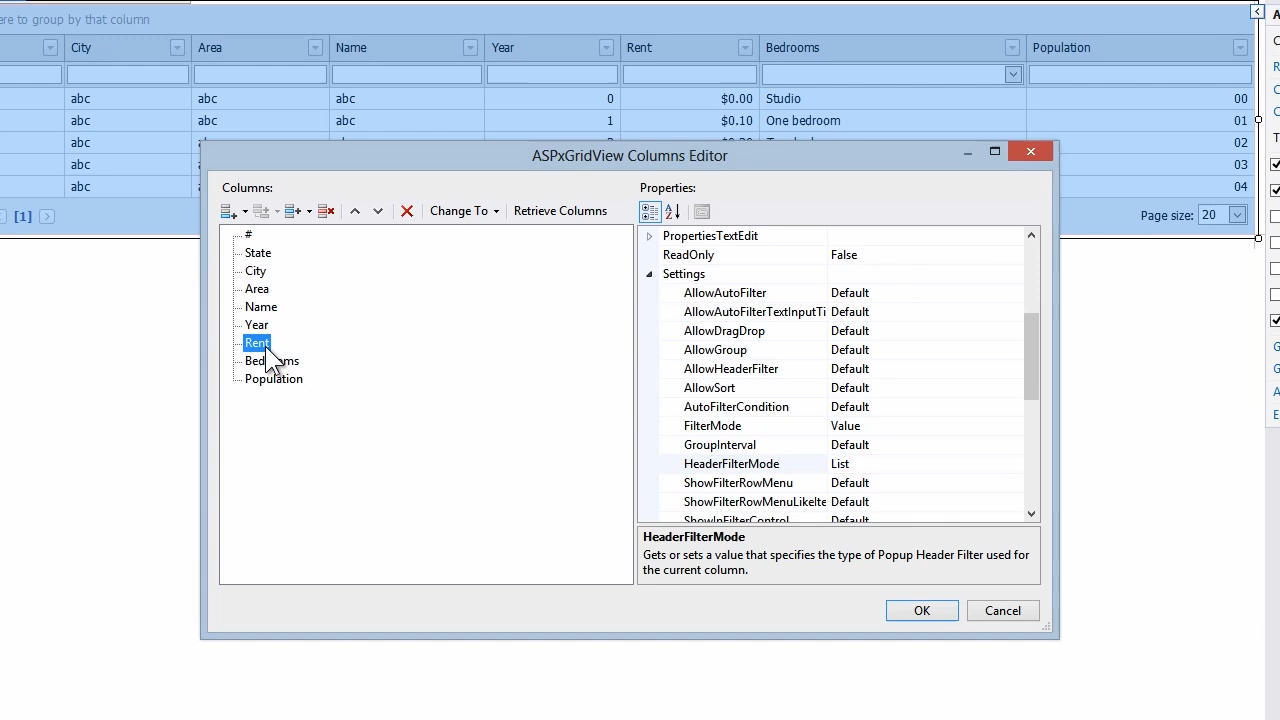 ere to group by that column
City Area Name Year Rent Bedrooms Population
abc abc abc 0 $0.00 Studio 00
abc abc abc 1 $0.10 One bedroom 01
abc 02
abc 03
abc 04
[1] Page size: 20
ASPxGridView Columns Editor
Columns:
Change To Retrieve Columns
#
State
City
Area
Name
Year
Rent
Bedrooms
Population
Properties:
PropertiesTextEdit
ReadOnly False
Settings
AllowAutoFilter Default
AllowAutoFilterTextInputTi Default
AllowDragDrop Default
AllowGroup Default
AllowHeaderFilter Default
AllowSort Default
AutoFilterCondition Default
FilterMode Value
GroupInterval Default
HeaderFilterMode List
ShowFilterRowMenu Default
ShowFilterRowMenuLikeIte Default
ShowInFilterControl Default
HeaderFilterMode
Gets or sets a value that specifies the type of Popup Header Filter used for
the current column.
OK Cancel